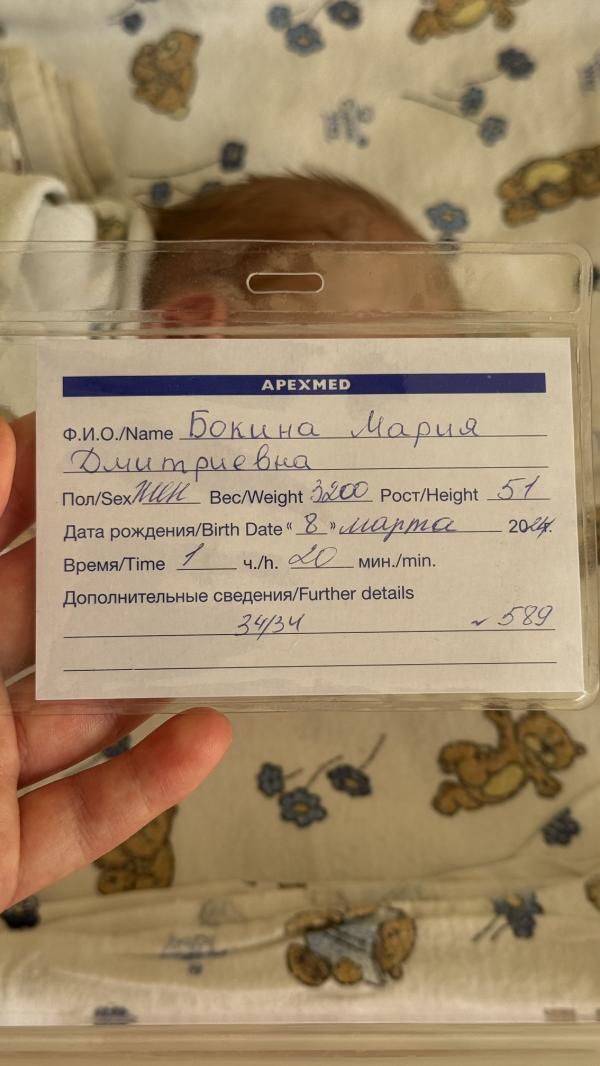 APEXMED
Ф.И.О./Name Бокина Мария
Дмитриевна
Пол/Sex жен Вес/Weight 3200 Рост/Height 51
Дата рождения/Birth Date “ 8 ” марта 2024.
Время/Time 1 ч./h. 20 мин./min.
Дополнительные сведения/Further details
34/34 ~ 589